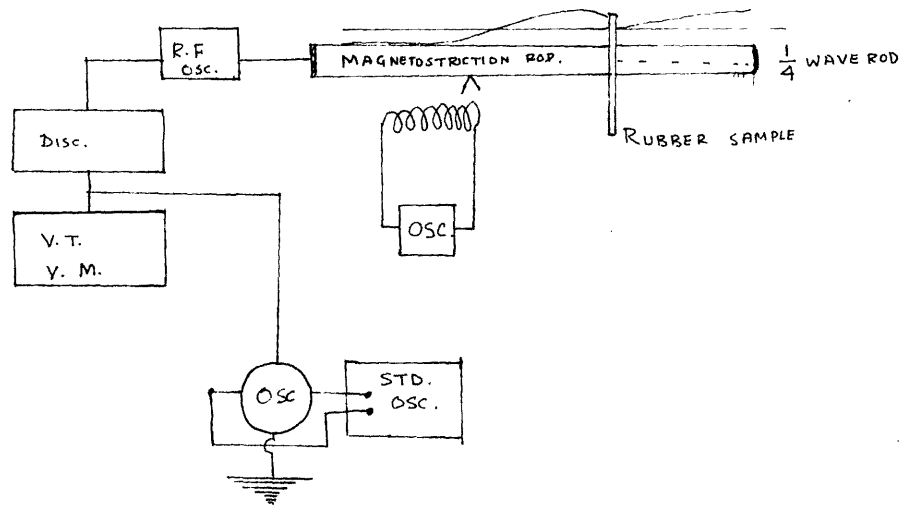 R.F
OSC.
MAGNETOSTRICTION ROD.
1/4 WAVE ROD
DISC.
RUBBER SAMPLE
OSC
V.T.
V.M.
OSC
STD.
OSC.